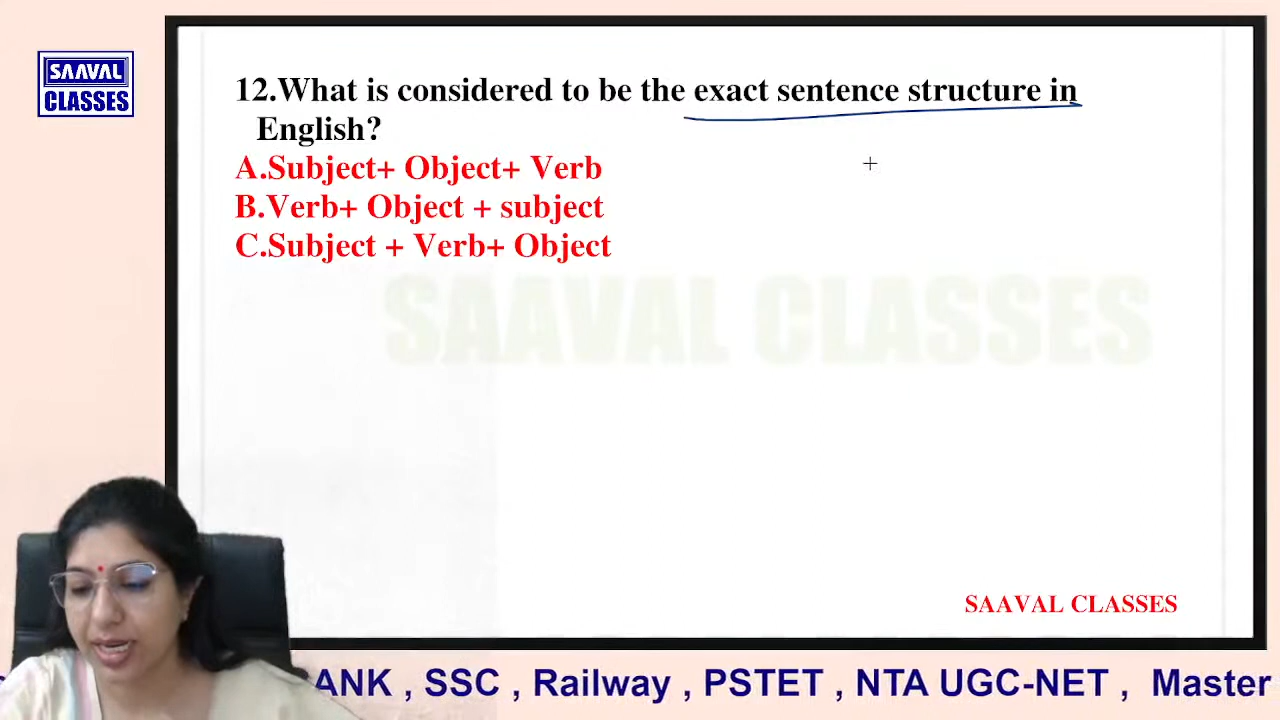 SAAVAL
CLASSES
12.What is considered to be the exact sentence structure in
English?
A.Subject+ Object+ Verb
B.Verb+ Object + subject
C.Subject + Verb+ Object
SAAVAL CLASSES
SAAVAL CLASSES
ANK , SSC , Railway , PSTET , NTA UGC-NET , Master